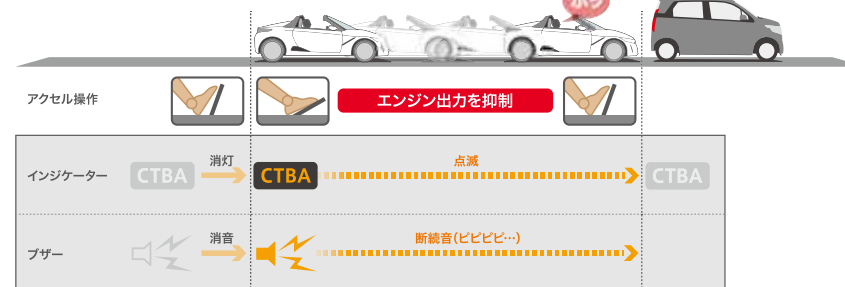 アクセル操作
エンジン出力を抑制
インジケーター
CTBA
消灯
CTBA
点滅
CTBA
ブザー
消音
断続音(ピピピピ…)